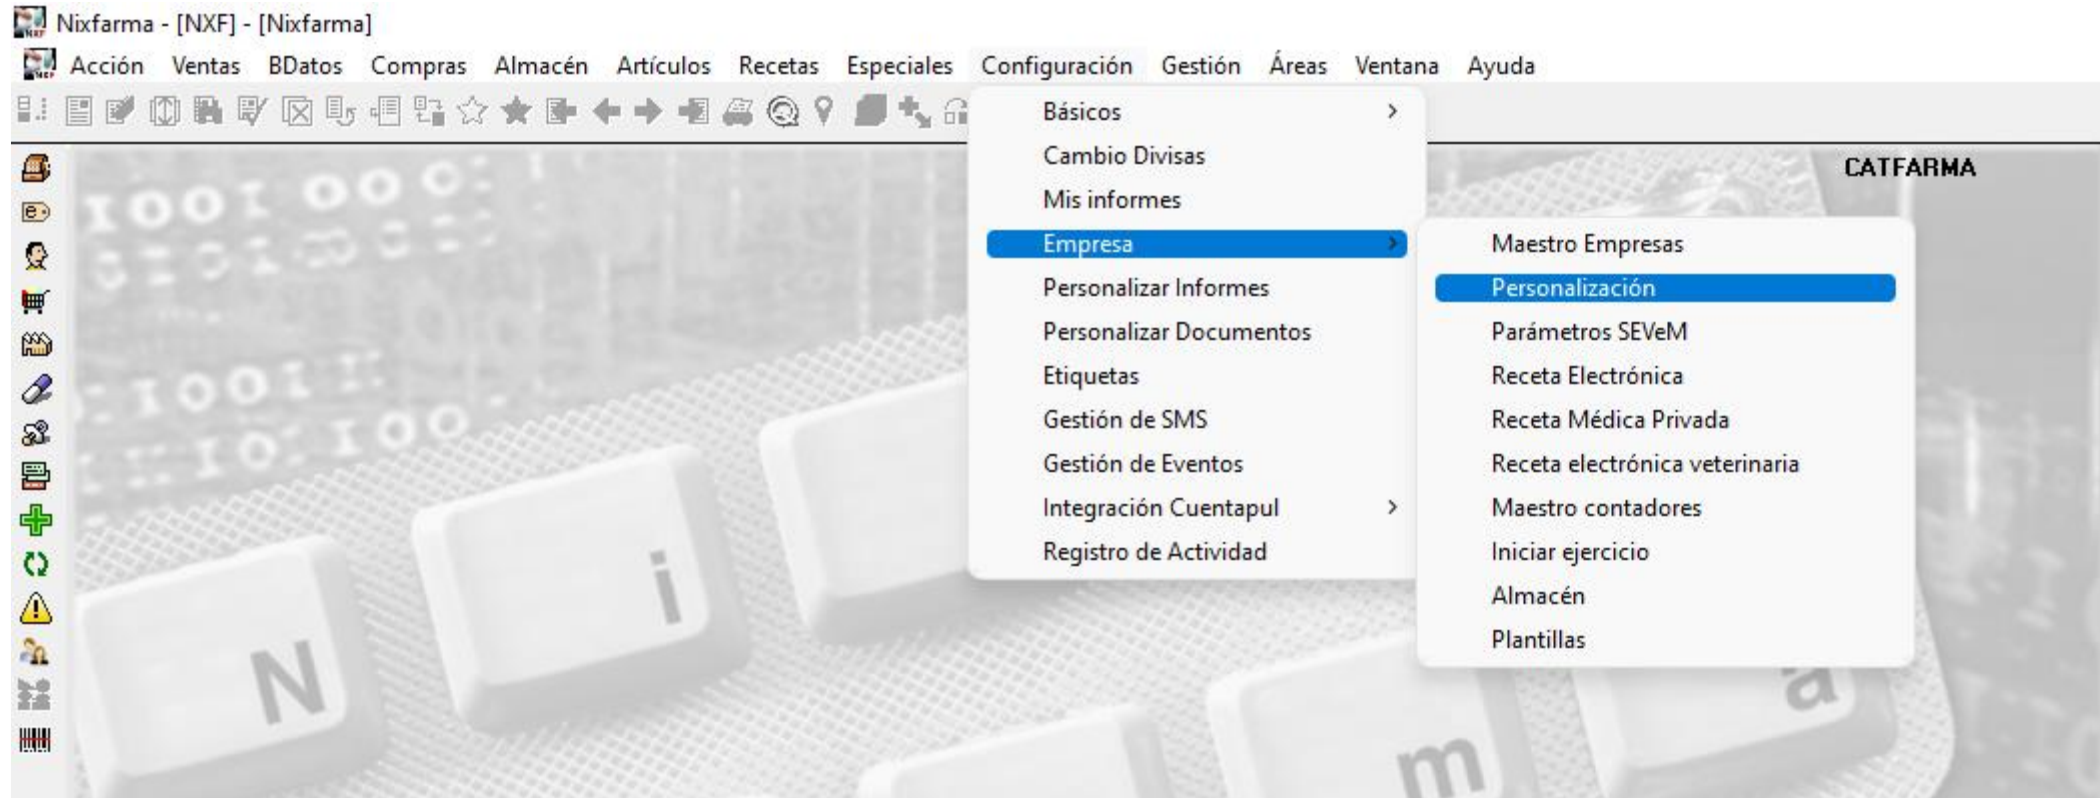 Nixfarma - [NXF] - [Nixfarma]
Acción Ventas BDatos Compras Almacén Artículos Recetas Especiales Configuración Gestión Áreas Ventana Ayuda
CATFARMA
Básicos
Cambio Divisas
Mis informes
Empresa
Personalizar Informes
Personalizar Documentos
Etiquetas
Gestión de SMS
Gestión de Eventos
Integración Cuentapul
Registro de Actividad
Maestro Empresas
Personalización
Parámetros SEVeM
Receta Electrónica
Receta Médica Privada
Receta electrónica veterinaria
Maestro contadores
Iniciar ejercicio
Almacén
Plantillas
N i
m a